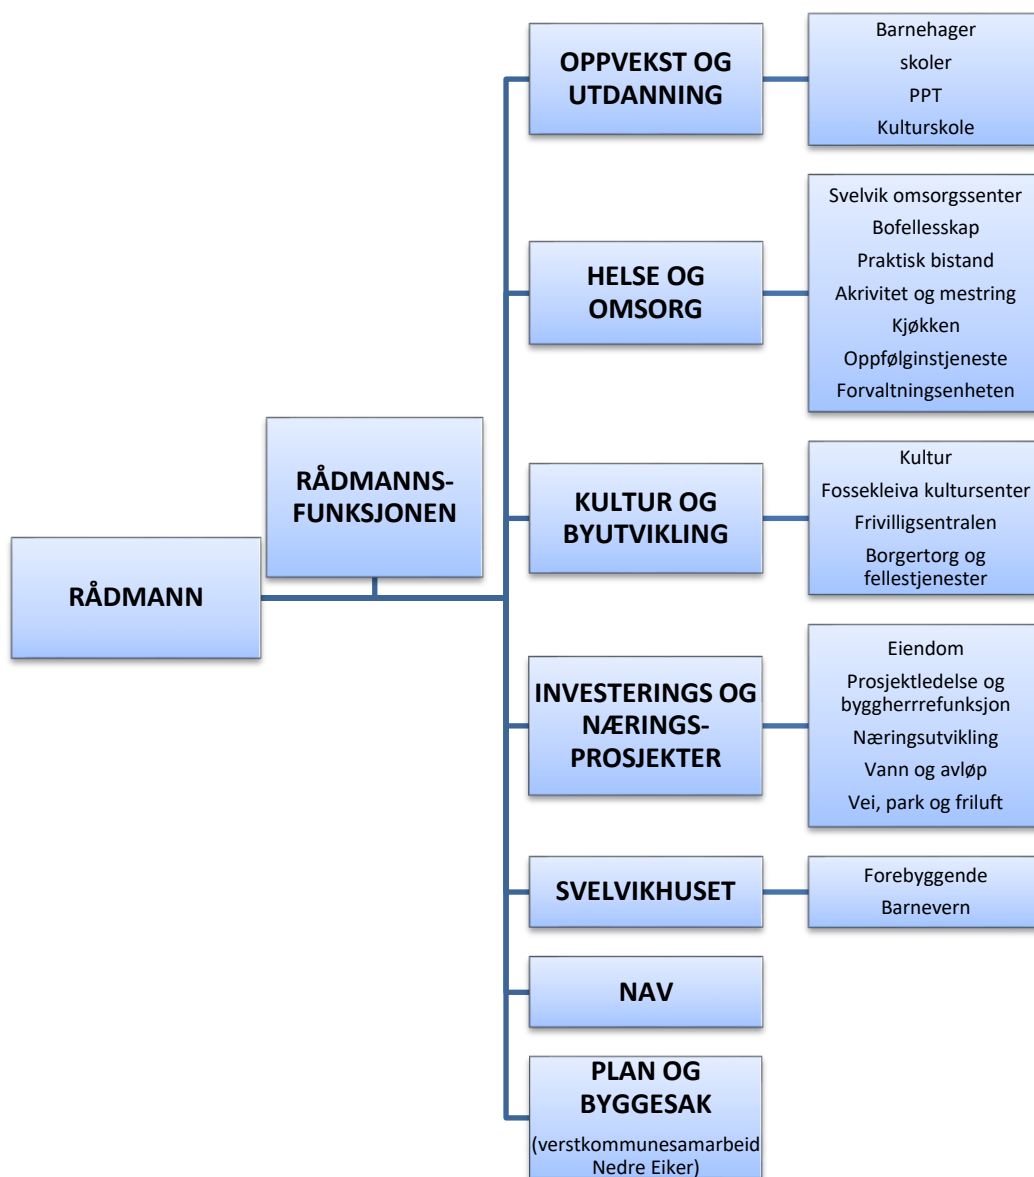 RÅDMANN
RÅDMANNS-
FUNKSJONEN
OPPVEKST OG
UTDANNING
Barnehager
skoler
PPT
Kulturskole
HELSE OG
OMSORG
Svelvik omsorgssenter
Bofellesskap
Praktisk bistand
Akrivitet og mestring
Kjøkken
Oppfølginstjeneste
Forvaltningsenheten
KULTUR OG
BYUTVIKLING
Kultur
Fossekleiva kultursenter
Frivilligsentralen
Borgertorg og
fellestjenester
INVESTERINGS OG
NÆRINGS-
PROSJEKTER
Eiendom
Prosjektledelse og
byggherrrefunksjon
Næringsutvikling
Vann og avløp
Vei, park og friluft
SVELVIKHUSET
Forebyggende
Barnevern
NAV
PLAN OG
BYGGESAK
(verstkommunesamarbeid
Nedre Eiker)